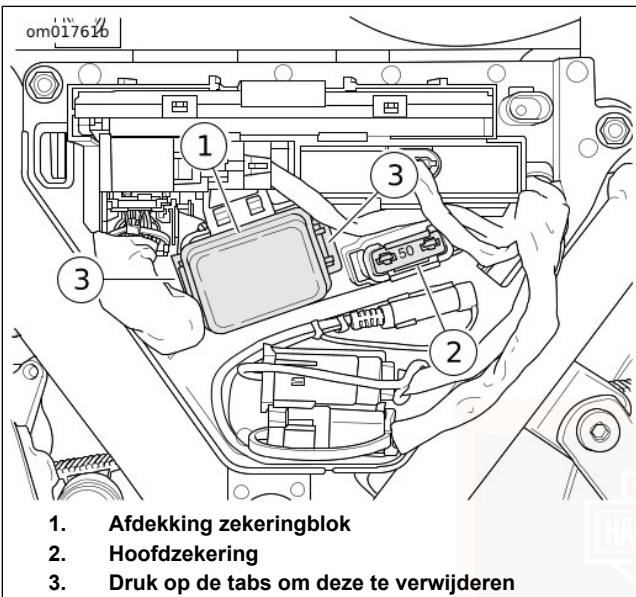 om01761b
1
3
50
3
2
1. Afdekking zekeringblok
2. Hoofdzekering
3. Druk op de tabs om deze te verwijderen